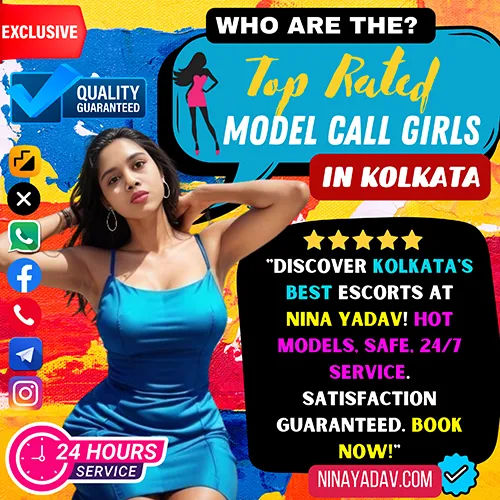 EXCLUSIVE
WHO ARE THE?
QUALITY
GUARANTEED
Top Rated
MODEL CALL GIRLS
IN KOLKATA
"DISCOVER KOLKATA'S
BEST ESCORTS AT
NINA YADAV! HOT
MODELS, SAFE, 24/7
SERVICE.
SATISFACTION
GUARANTEED. BOOK
NOW!"
24 HOURS
SERVICE
NINAYADAV.COM